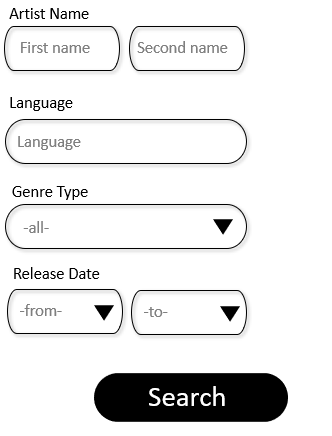 Artist Name
First name Second name
Language
Language
Genre Type
-all-
Release Date
-from- -to-
Search